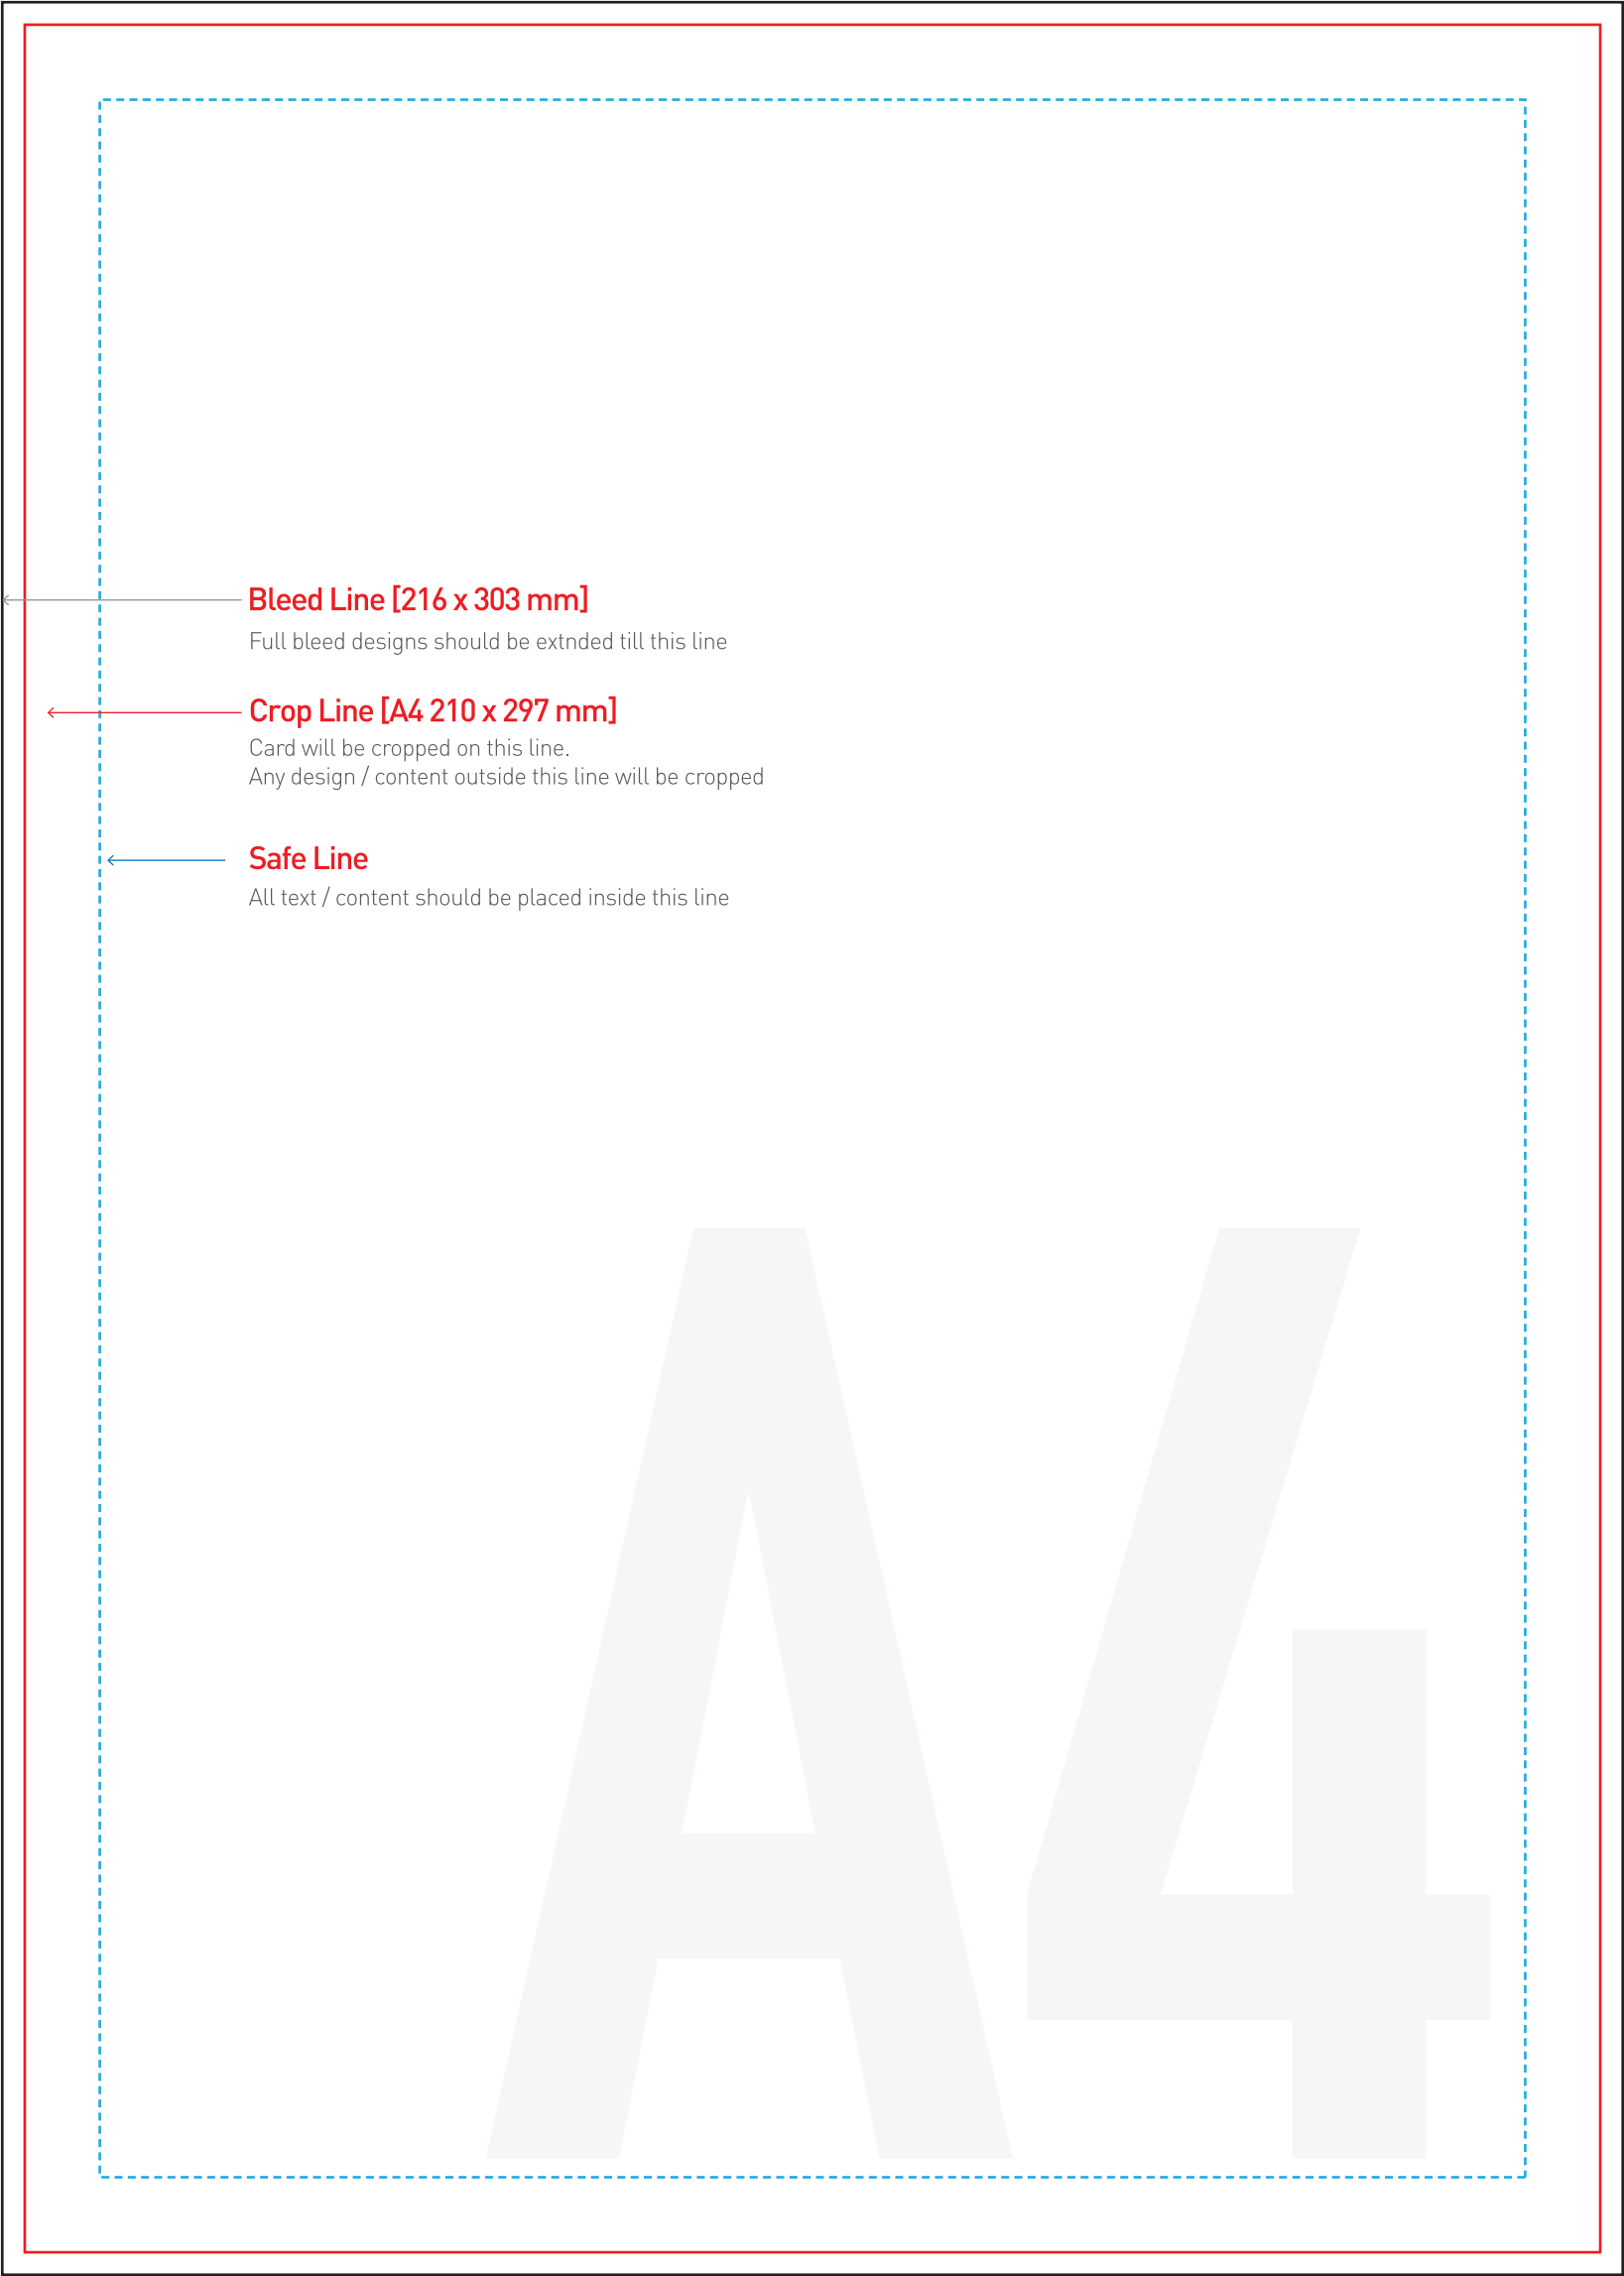 Bleed Line [216 x 303 mm]
Full bleed designs should be extnded till this line
Crop Line [A4 210 x 297 mm]
Card will be cropped on this line.
Any design / content outside this line will be cropped
Safe Line
All text / content should be placed inside this line
A4